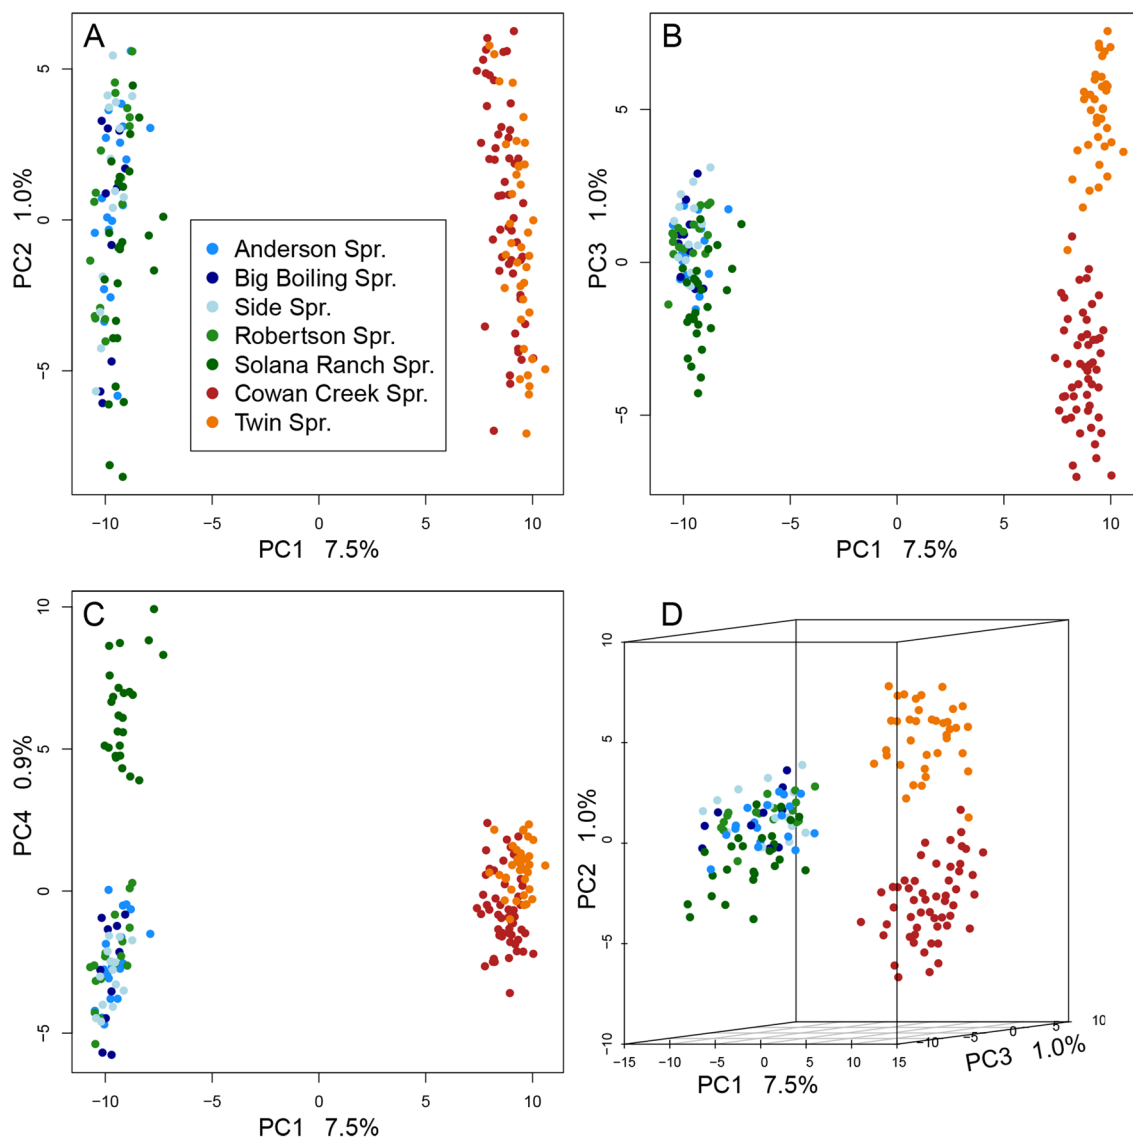 A
5
0
−5
PC2 1.0%
Anderson Spr.
Big Boiling Spr.
Side Spr.
Robertson Spr.
Solana Ranch Spr.
Cowan Creek Spr.
Twin Spr.
−10 −5 0 5 10
PC1 7.5%
B
5
0
−5
PC3 1.0%
−10 −5 0 5 10
PC1 7.5%
C
10
5
0
−5
PC4 0.9%
−10 −5 0 5 10
PC1 7.5%
D
10
5
0
−5
−10
PC2 1.0%
−15 −10 −5 0 5 10 15
PC1 7.5%
−10 −5 0 5 10
PC3 1.0%